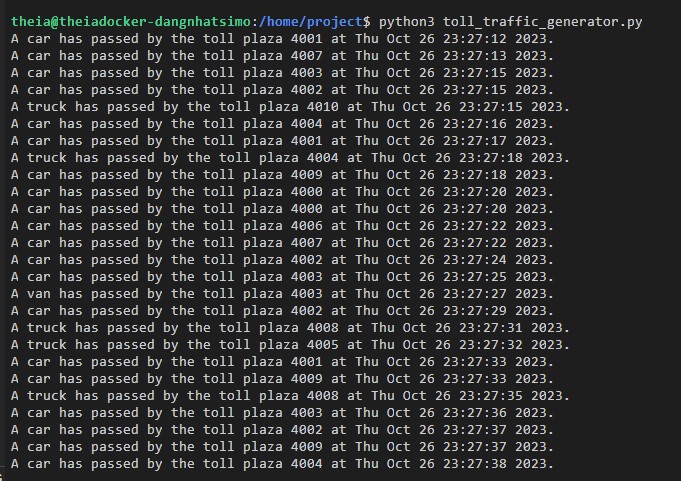 theia@theiadocker-dangnhatsimo:/home/project$ python3 toll_traffic_generator.py
A car has passed by the toll plaza 4001 at Thu Oct 26 23:27:12 2023.
A car has passed by the toll plaza 4007 at Thu Oct 26 23:27:13 2023.
A car has passed by the toll plaza 4003 at Thu Oct 26 23:27:15 2023.
A car has passed by the toll plaza 4002 at Thu Oct 26 23:27:15 2023.
A truck has passed by the toll plaza 4010 at Thu Oct 26 23:27:15 2023.
A car has passed by the toll plaza 4004 at Thu Oct 26 23:27:16 2023.
A car has passed by the toll plaza 4001 at Thu Oct 26 23:27:17 2023.
A truck has passed by the toll plaza 4004 at Thu Oct 26 23:27:18 2023.
A car has passed by the toll plaza 4009 at Thu Oct 26 23:27:18 2023.
A car has passed by the toll plaza 4000 at Thu Oct 26 23:27:20 2023.
A car has passed by the toll plaza 4000 at Thu Oct 26 23:27:20 2023.
A car has passed by the toll plaza 4006 at Thu Oct 26 23:27:22 2023.
A car has passed by the toll plaza 4007 at Thu Oct 26 23:27:22 2023.
A car has passed by the toll plaza 4002 at Thu Oct 26 23:27:24 2023.
A car has passed by the toll plaza 4003 at Thu Oct 26 23:27:25 2023.
A van has passed by the toll plaza 4003 at Thu Oct 26 23:27:27 2023.
A car has passed by the toll plaza 4002 at Thu Oct 26 23:27:29 2023.
A truck has passed by the toll plaza 4008 at Thu Oct 26 23:27:31 2023.
A truck has passed by the toll plaza 4005 at Thu Oct 26 23:27:32 2023.
A car has passed by the toll plaza 4001 at Thu Oct 26 23:27:33 2023.
A car has passed by the toll plaza 4009 at Thu Oct 26 23:27:33 2023.
A truck has passed by the toll plaza 4008 at Thu Oct 26 23:27:35 2023.
A car has passed by the toll plaza 4003 at Thu Oct 26 23:27:36 2023.
A car has passed by the toll plaza 4002 at Thu Oct 26 23:27:37 2023.
A car has passed by the toll plaza 4009 at Thu Oct 26 23:27:37 2023.
A car has passed by the toll plaza 4004 at Thu Oct 26 23:27:38 2023.